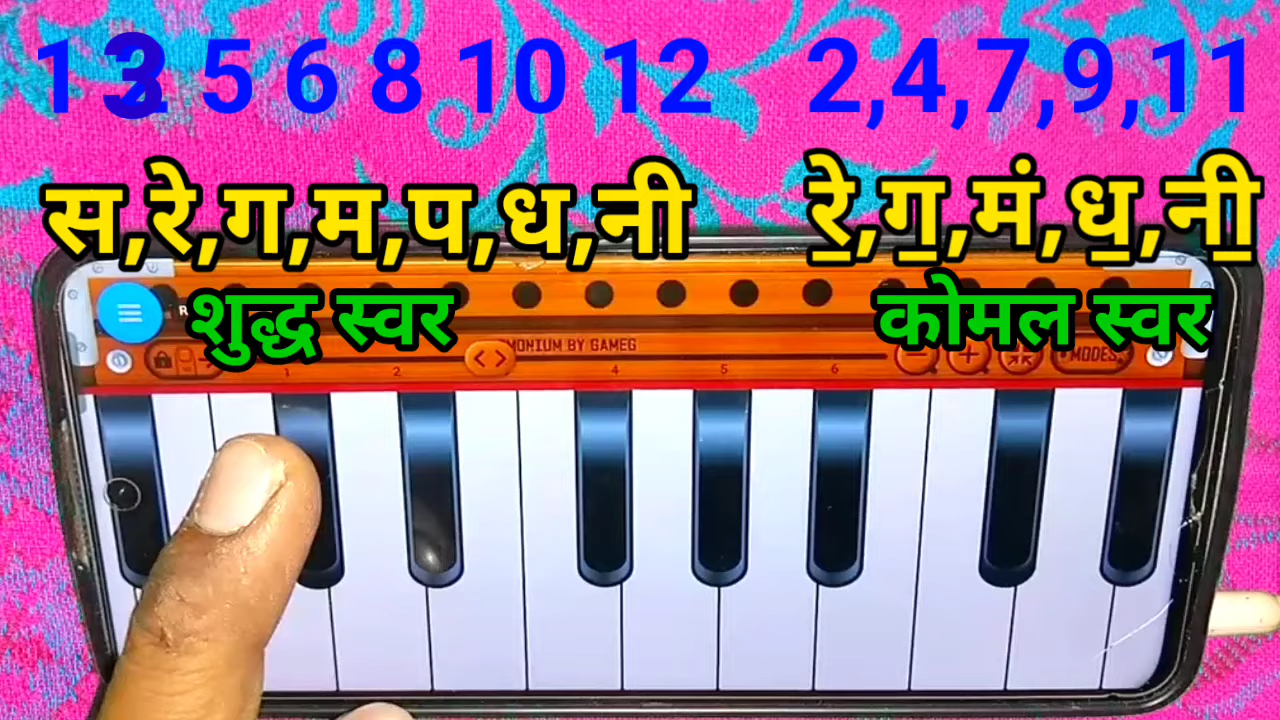 1 3 5 6 8 10 12 2,4,7,9,11
स,रे,ग,म,प,ध,नी रे॒,ग॒,मं,ध॒,नी॒
शुद्ध स्वर कोमल स्वर
MONIUM BY GAMEG
MODES
1 2 4 5 6